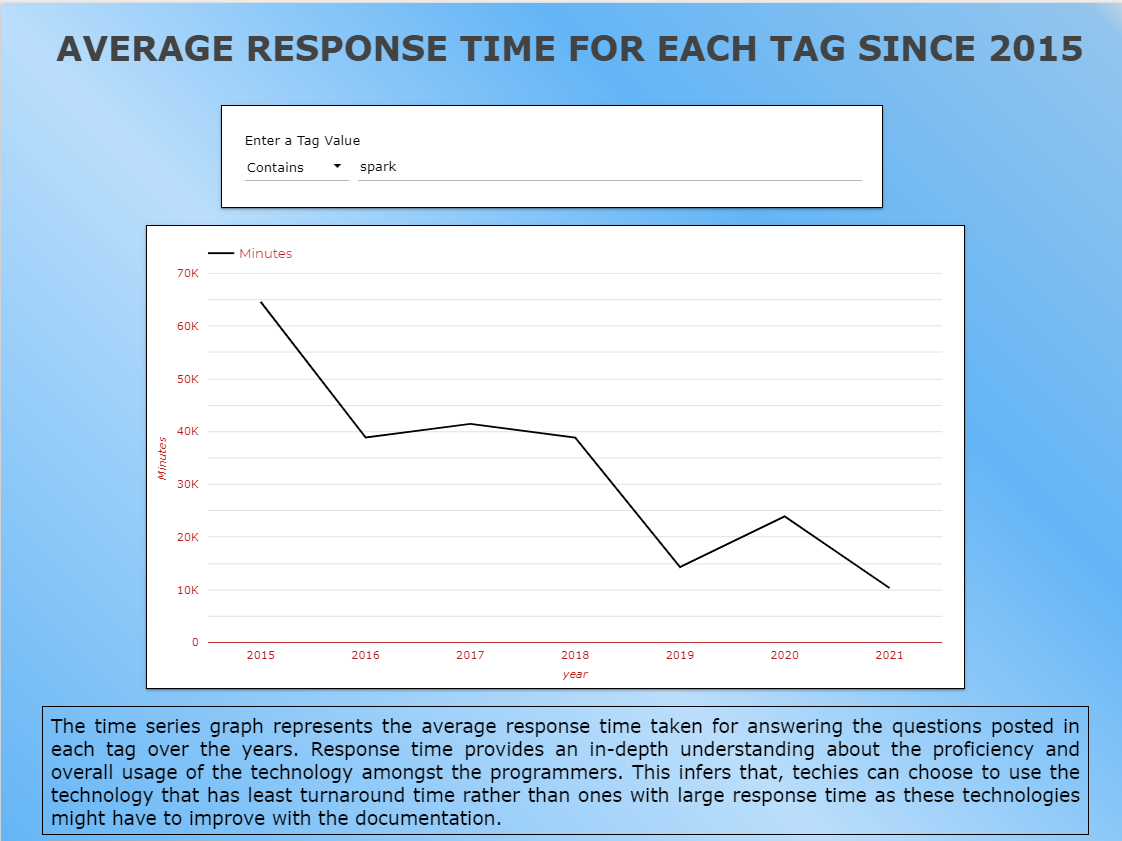 AVERAGE RESPONSE TIME FOR EACH TAG SINCE 2015
Enter a Tag Value
Contains spark
Minutes
70K
60K
50K
40K
30K
20K
10K
0
Minutes
2015 2016 2017 2018 2019 2020 2021
year
The time series graph represents the average response time taken for answering the questions posted in
each tag over the years. Response time provides an in-depth understanding about the proficiency and
overall usage of the technology amongst the programmers. This infers that, techies can choose to use the
technology that has least turnaround time rather than ones with large response time as these technologies
might have to improve with the documentation.